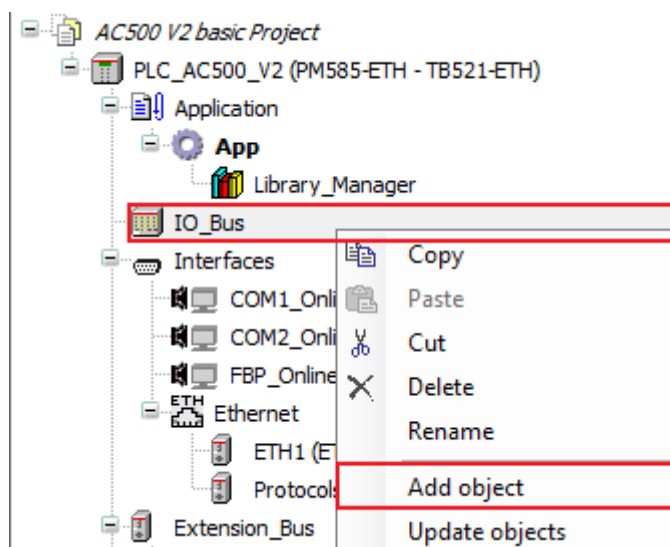 AC500 V2 basic Project
PLC_AC500_V2 (PM585-ETH - TB521-ETH)
Application
App
Library_Manager
IO_Bus
Interfaces
Copy
COM1_Onli
Paste
COM2_Onli
Cut
FBP_Online
Delete
ETH
Ethernet
Rename
ETH1 (E
Protocols
Add object
Extension_Bus
Update objects